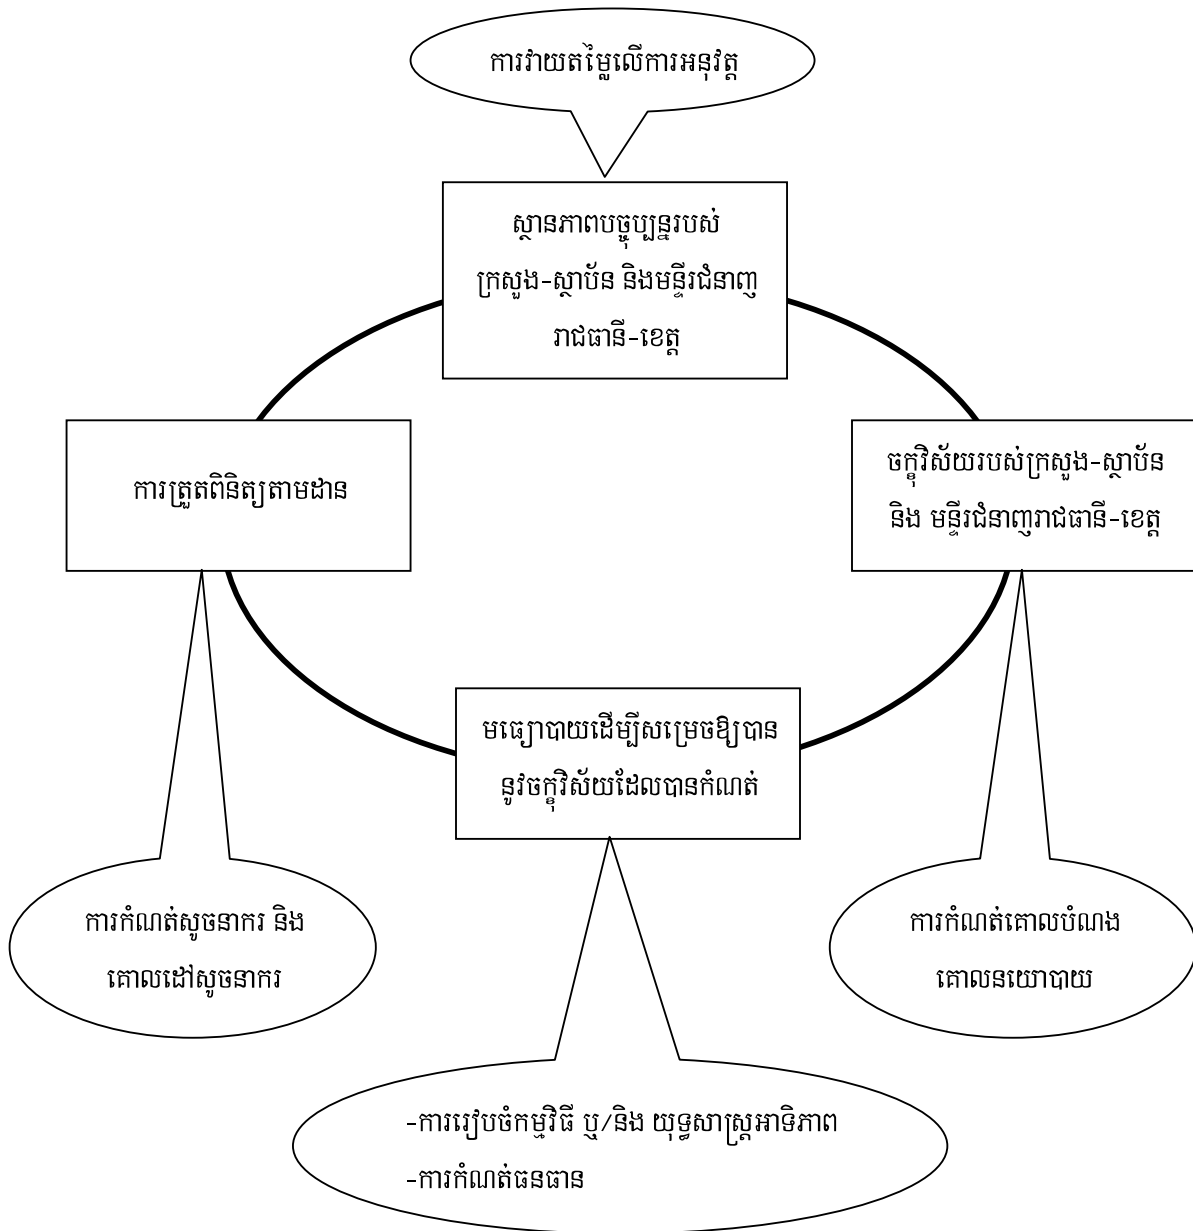 ការវាយតម្លៃលើការអនុវត្ត
ស្ថានភាពបច្ចុប្បន្នរបស់
ក្រសួង-ស្ថាប័ន និងមន្ទីរជំនាញ
រាជធានី-ខេត្ត
ការត្រួតពិនិត្យតាមដាន
ចក្ខុវិស័យរបស់ក្រសួង-ស្ថាប័ន
និង មន្ទីរជំនាញរាជធានី-ខេត្ត
មធ្យោបាយដើម្បីសម្រេចឱ្យបាន
នូវចក្ខុវិស័យដែលបានកំណត់
ការកំណត់សូចនាករ និង
គោលដៅសូចនាករ
ការកំណត់គោលបំណង
គោលនយោបាយ
-ការរៀបចំកម្មវិធី ឬ/និង យុទ្ធសាស្ត្រអាទិភាព
-ការកំណត់ធនធាន